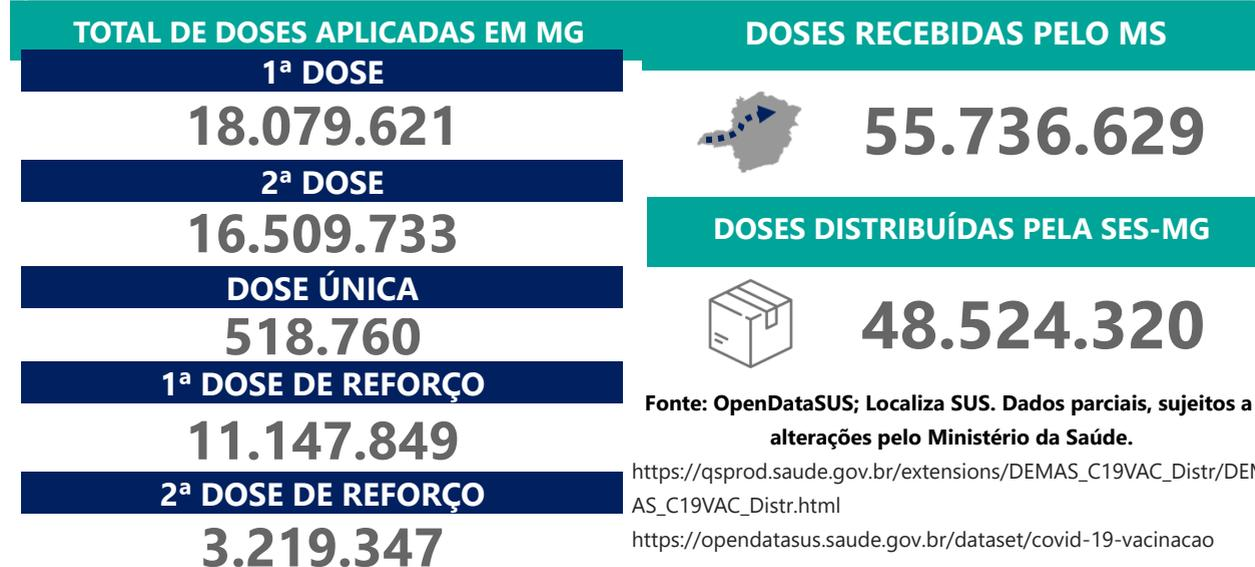 TOTAL DE DOSES APLICADAS EM MG
1ª DOSE
18.079.621
2ª DOSE
16.509.733
DOSE ÚNICA
518.760
1ª DOSE DE REFORÇO
11.147.849
2ª DOSE DE REFORÇO
3.219.347
DOSES RECEBIDAS PELO MS
55.736.629
DOSES DISTRIBUÍDAS PELA SES-MG
48.524.320
Fonte: OpenDataSUS; Localiza SUS. Dados parciais, sujeitos a
alterações pelo Ministério da Saúde.
https://qsprod.saude.gov.br/extensions/DEMAS_C19VAC_Distr/DEM
AS_C19VAC_Distr.html
https://opendatasus.saude.gov.br/dataset/covid-19-vacinacao